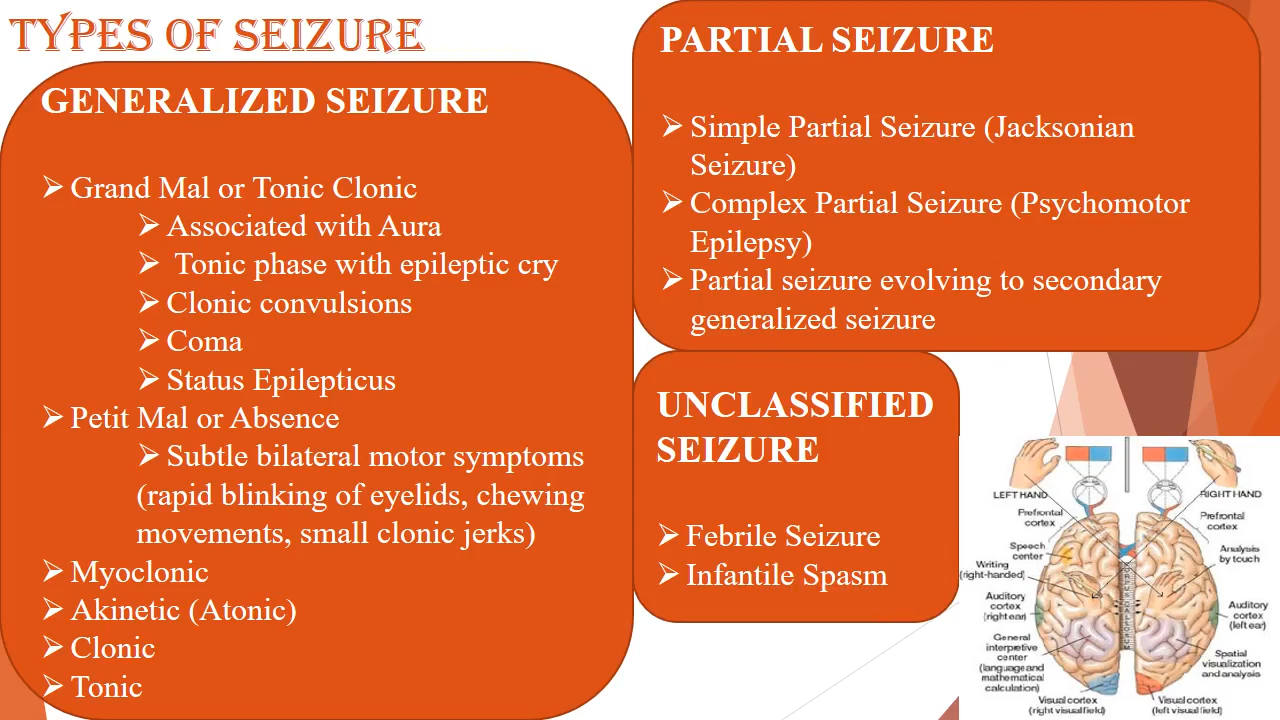 TYPES OF SEIZURE
GENERALIZED SEIZURE
➢ Grand Mal or Tonic Clonic
➢ Associated with Aura
➢ Tonic phase with epileptic cry
➢ Clonic convulsions
➢ Coma
➢ Status Epilepticus
➢ Petit Mal or Absence
➢ Subtle bilateral motor symptoms
(rapid blinking of eyelids, chewing
movements, small clonic jerks)
➢ Myoclonic
➢ Akinetic (Atonic)
➢ Clonic
➢ Tonic
PARTIAL SEIZURE
➢ Simple Partial Seizure (Jacksonian
Seizure)
➢ Complex Partial Seizure (Psychomotor
Epilepsy)
➢ Partial seizure evolving to secondary
generalized seizure
UNCLASSIFIED
SEIZURE
➢ Febrile Seizure
➢ Infantile Spasm
LEFT HAND
Prefrontal
cortex
Speech
center
Writing
(right-handed)
Auditory
cortex
(right ear)
General
interpretive
center
(language and
mathematical
calculation)
Visual cortex
(right visual field)
RIGHT HAND
Prefrontal
cortex
Analysis
by touch
Auditory
cortex
(left ear)
Spatial
visualization
and analysis
Visual cortex
(left visual field)